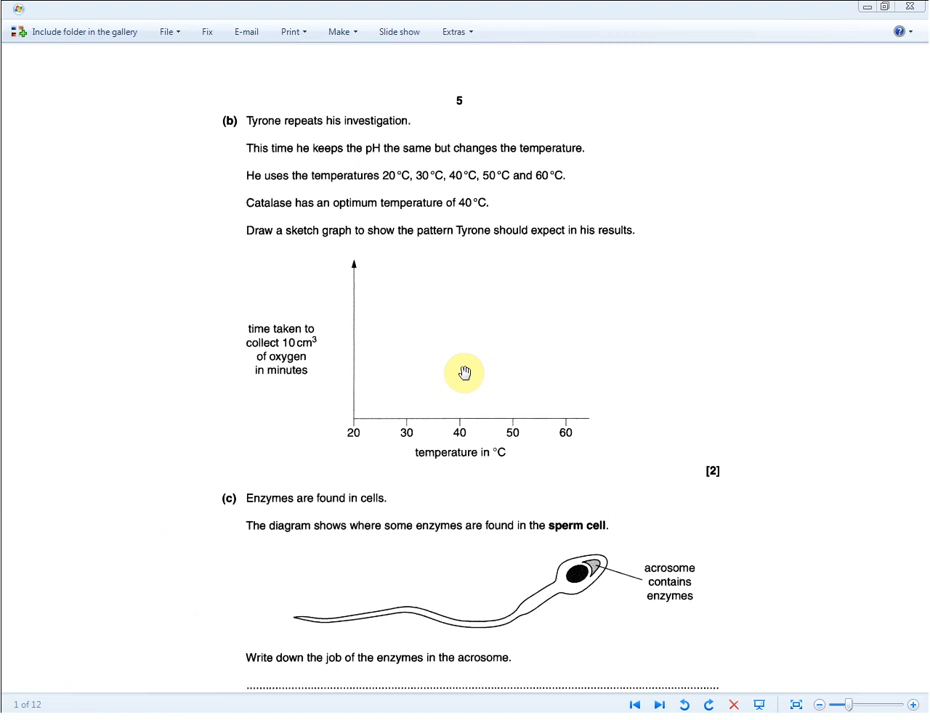 Include folder in the gallery File Fix E-mail Print Make Slide show Extras
5
(b) Tyrone repeats his investigation.
This time he keeps the pH the same but changes the temperature.
He uses the temperatures 20 °C, 30 °C, 40 °C, 50 °C and 60 °C.
Catalase has an optimum temperature of 40 °C.
Draw a sketch graph to show the pattern Tyrone should expect in his results.
time taken to
collect 10 cm³
of oxygen
in minutes
20 30 40 50 60
temperature in °C
[2]
(c) Enzymes are found in cells.
The diagram shows where some enzymes are found in the sperm cell.
acrosome
contains
enzymes
Write down the job of the enzymes in the acrosome.
1 of 12